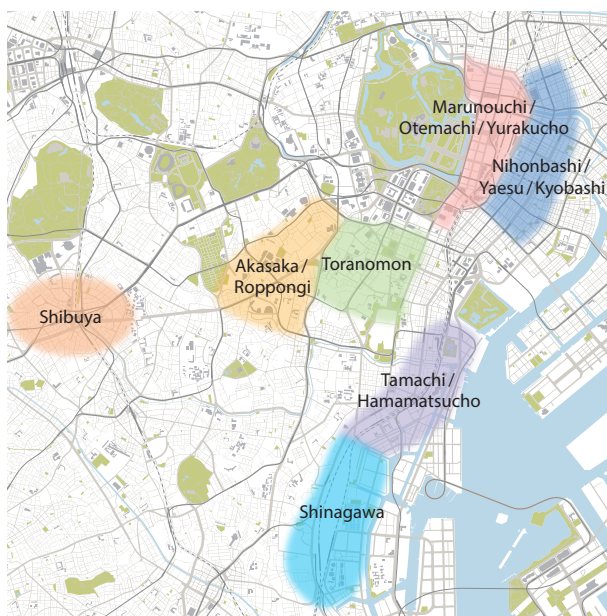 Marunouchi /
Otemachi / Yurakucho
Nihonbashi /
Yaesu / Kyobashi
Akasaka /
Roppongi
Toranomon
Shibuya
Tamachi /
Hamamatsucho
Shinagawa